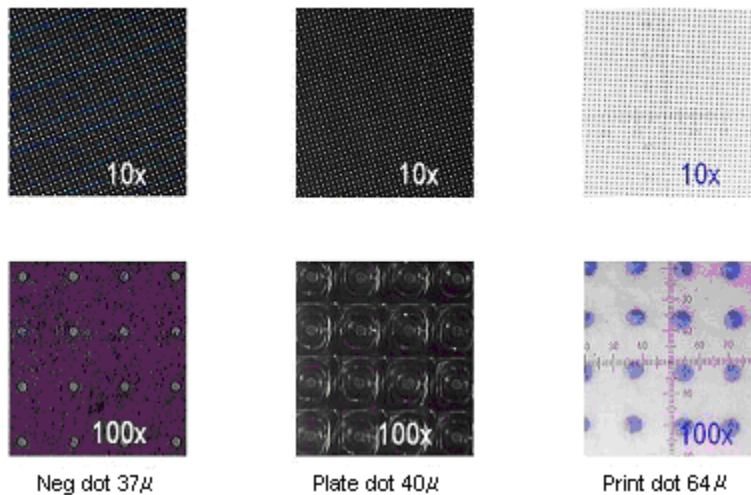 10x 10x 10x
100x 100x 100x
Neg dot 37μ Plate dot 40μ Print dot 64μ